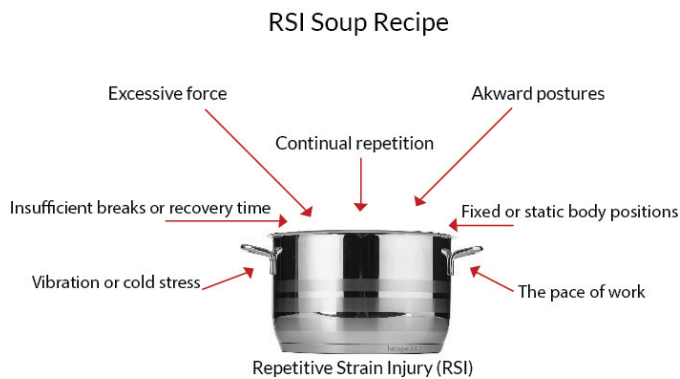 RSI Soup Recipe
Excessive force
Akward postures
Continual repetition
Insufficient breaks or recovery time
Fixed or static body positions
Vibration or cold stress
The pace of work
Repetitive Strain Injury (RSI)